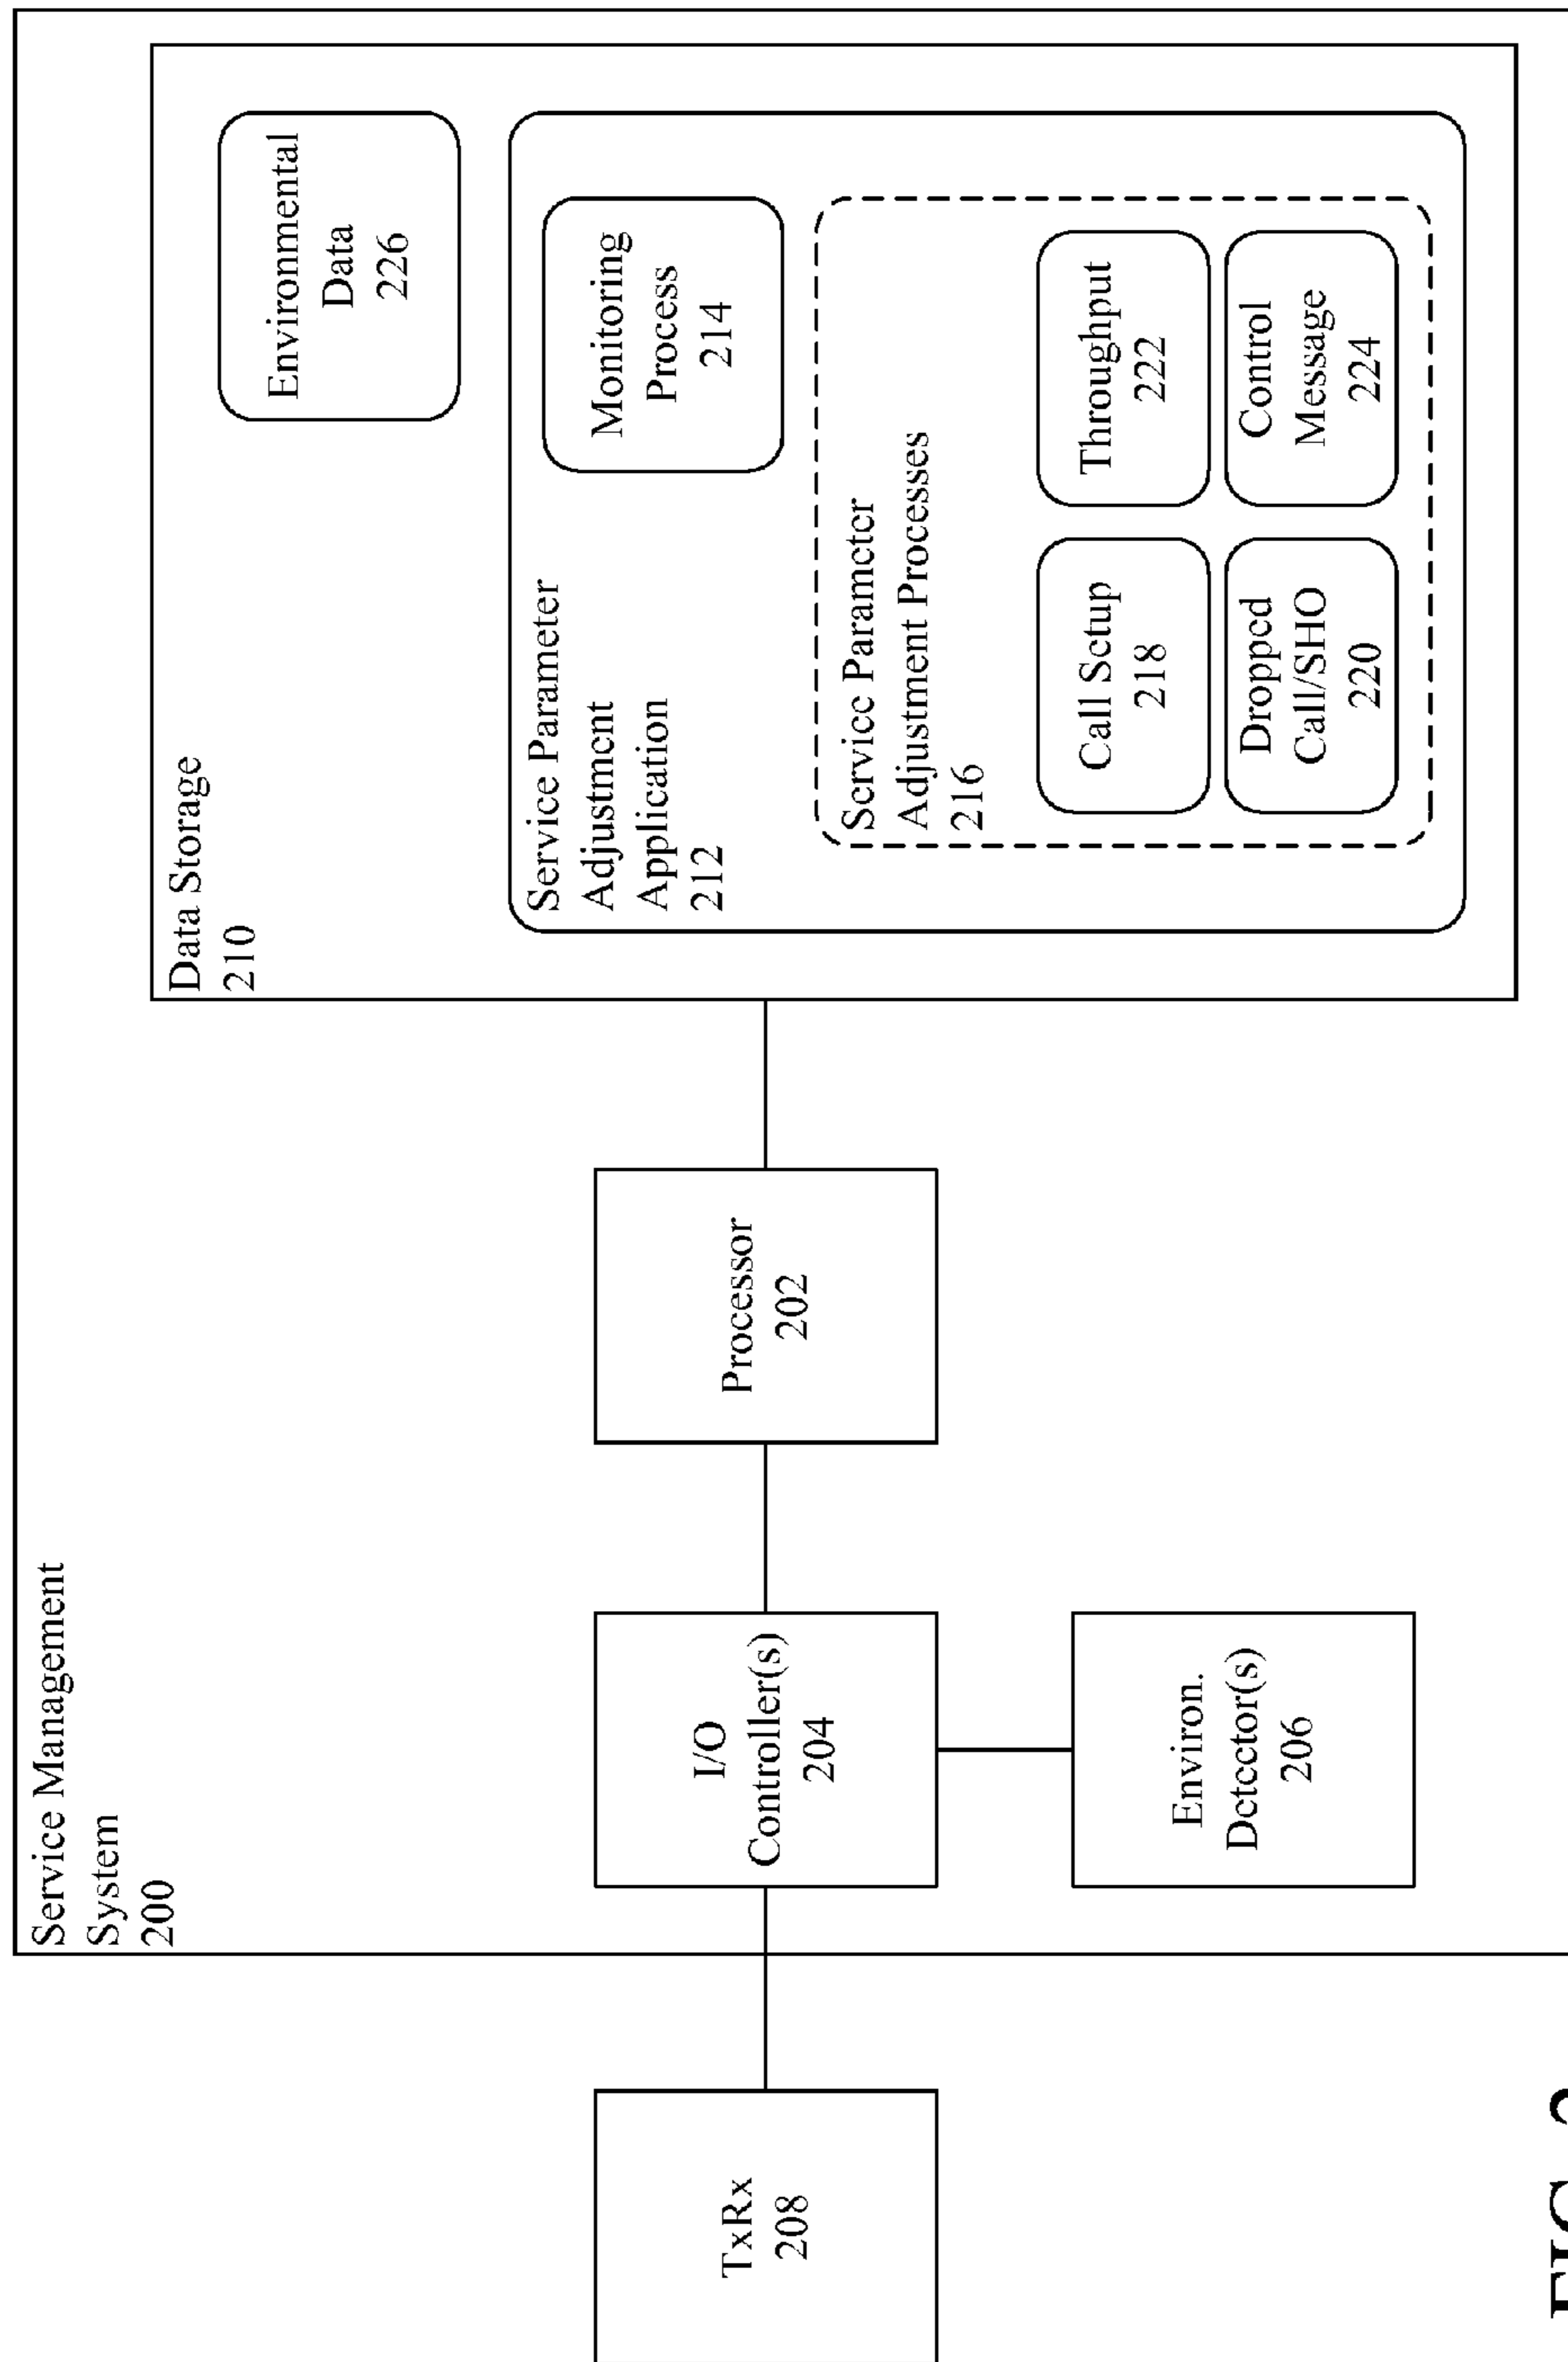 Service Management
System
200
TxRx
208
I/O
Controller(s)
204
Environ.
Detector(s)
206
Processor
202
Data Storage
210
Environmental
Data
226
Service Parameter
Adjustment
Application
212
Monitoring
Process
214
Service Parameter
Adjustment Processes
216
Call Setup
218
Throughput
222
Dropped
Call/SHO
220
Control
Message
224
FIG